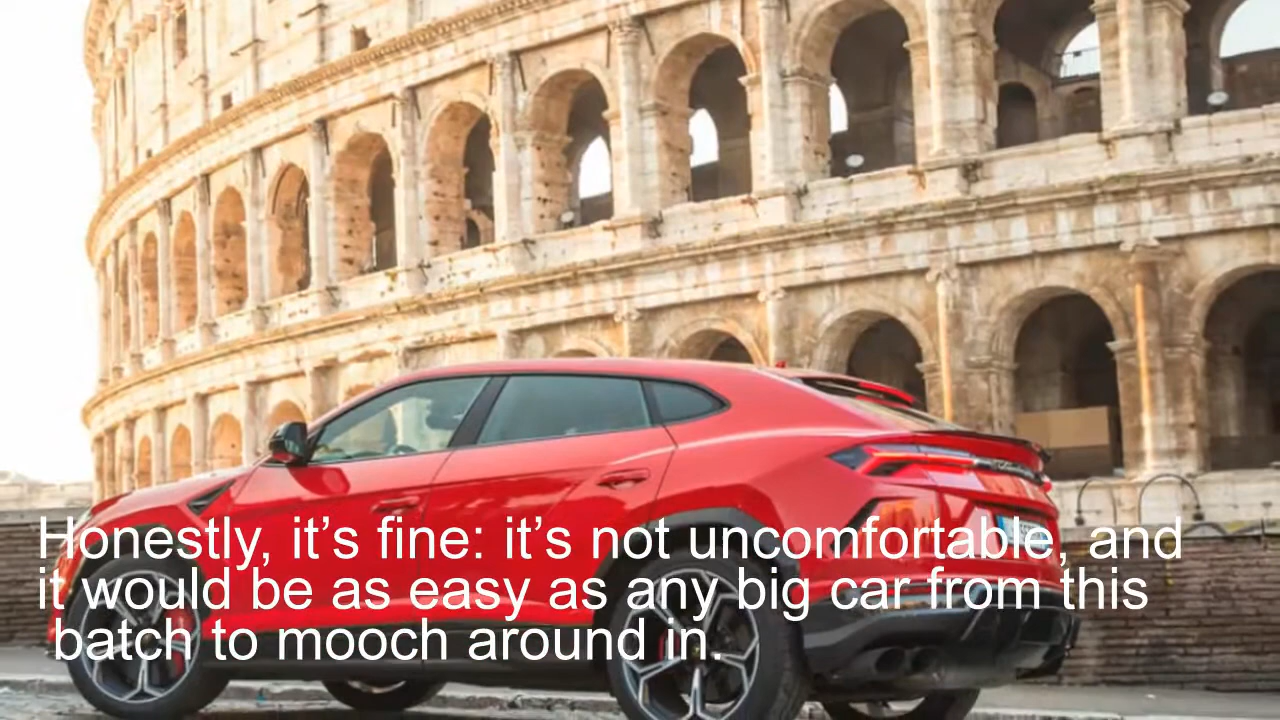 Honestly, it’s fine: it’s not uncomfortable, and
it would be as easy as any big car from this
batch to mooch around in.